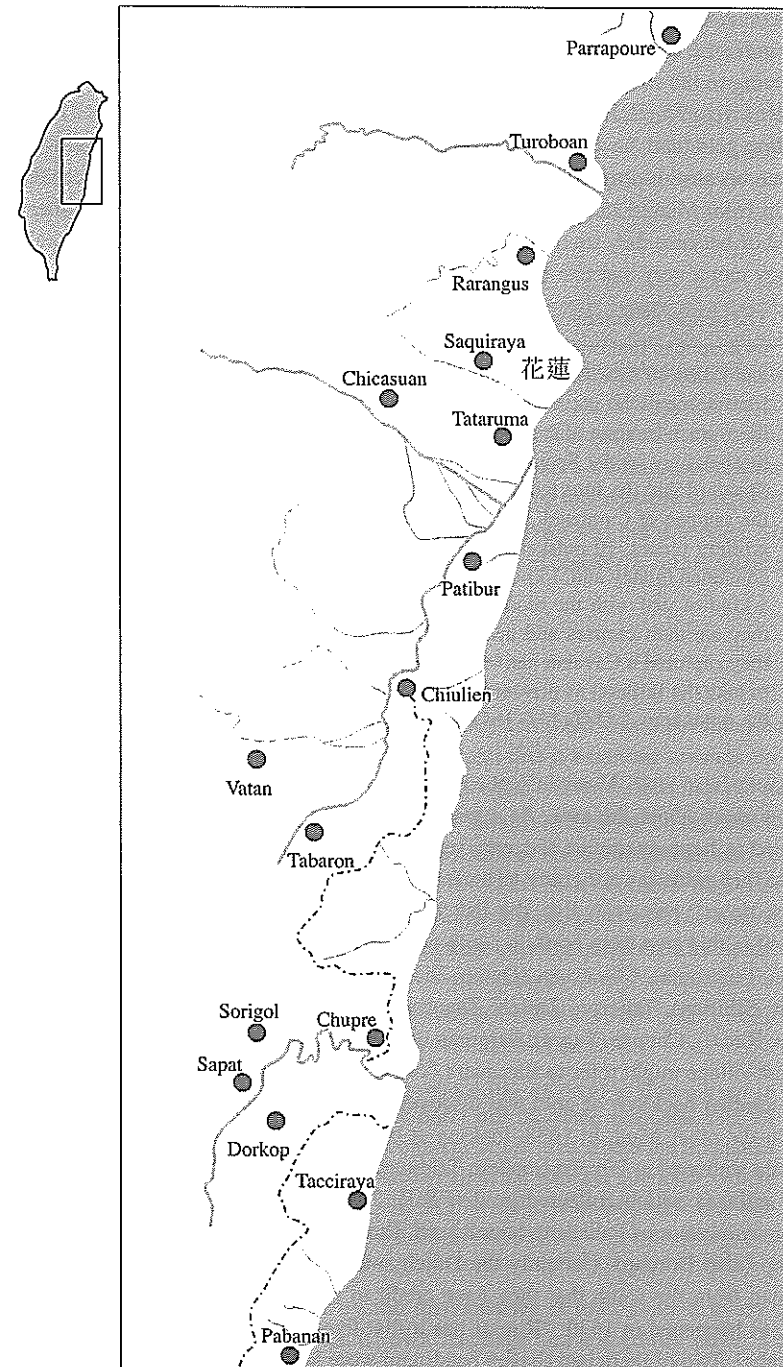 Parrapoure
Turoboan
Rarangus
Saquiraya
花蓮
Chicasuan
Tataruma
Patibur
Chiulien
Vatan
Tabaron
Sorigol
Chupre
Sapat
Dorkop
Tacciraya
Pabanan